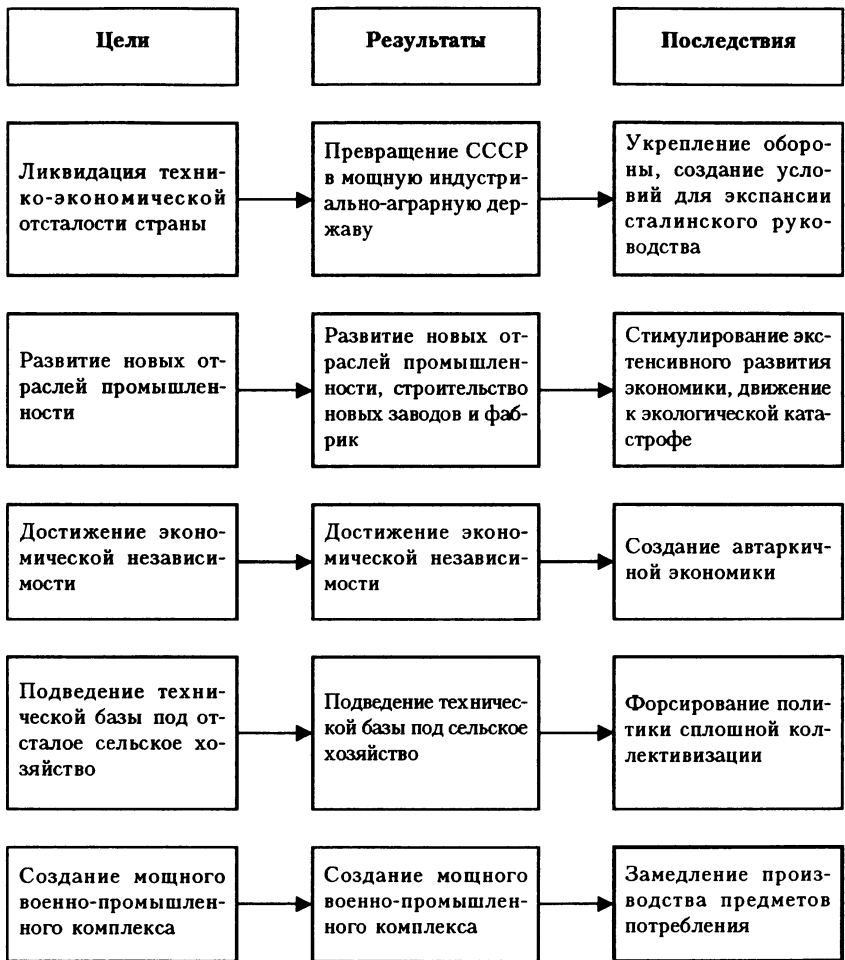 Цели
Результаты
Последствия
Ликвидация техни-
ко-экономической
отсталости страны
Превращение СССР
в мощную индустри-
ально-аграрную дер-
жаву
Укрепление оборо-
ны, создание усло-
вий для экспансии
сталинского руко-
водства
Развитие новых от-
раслей промышлен-
ности
Развитие новых от-
раслей промышлен-
ности, строительство
новых заводов и фаб-
рик
Стимулирование экс-
тенсивного развития
экономики, движение
к экологической ката-
строфе
Достижение эконо-
мической независи-
мости
Достижение эконо-
мической независи-
мости
Создание автаркич-
ной экономики
Подведение техни-
ческой базы под от-
сталое сельское хо-
зяйство
Подведение техничес-
кой базы под сельское
хозяйство
Форсирование поли-
тики сплошной кол-
лективизации
Создание мощного
военно-промышлен-
ного комплекса
Создание мощного
военно-промышлен-
ного комплекса
Замедление произ-
водства предметов
потребления